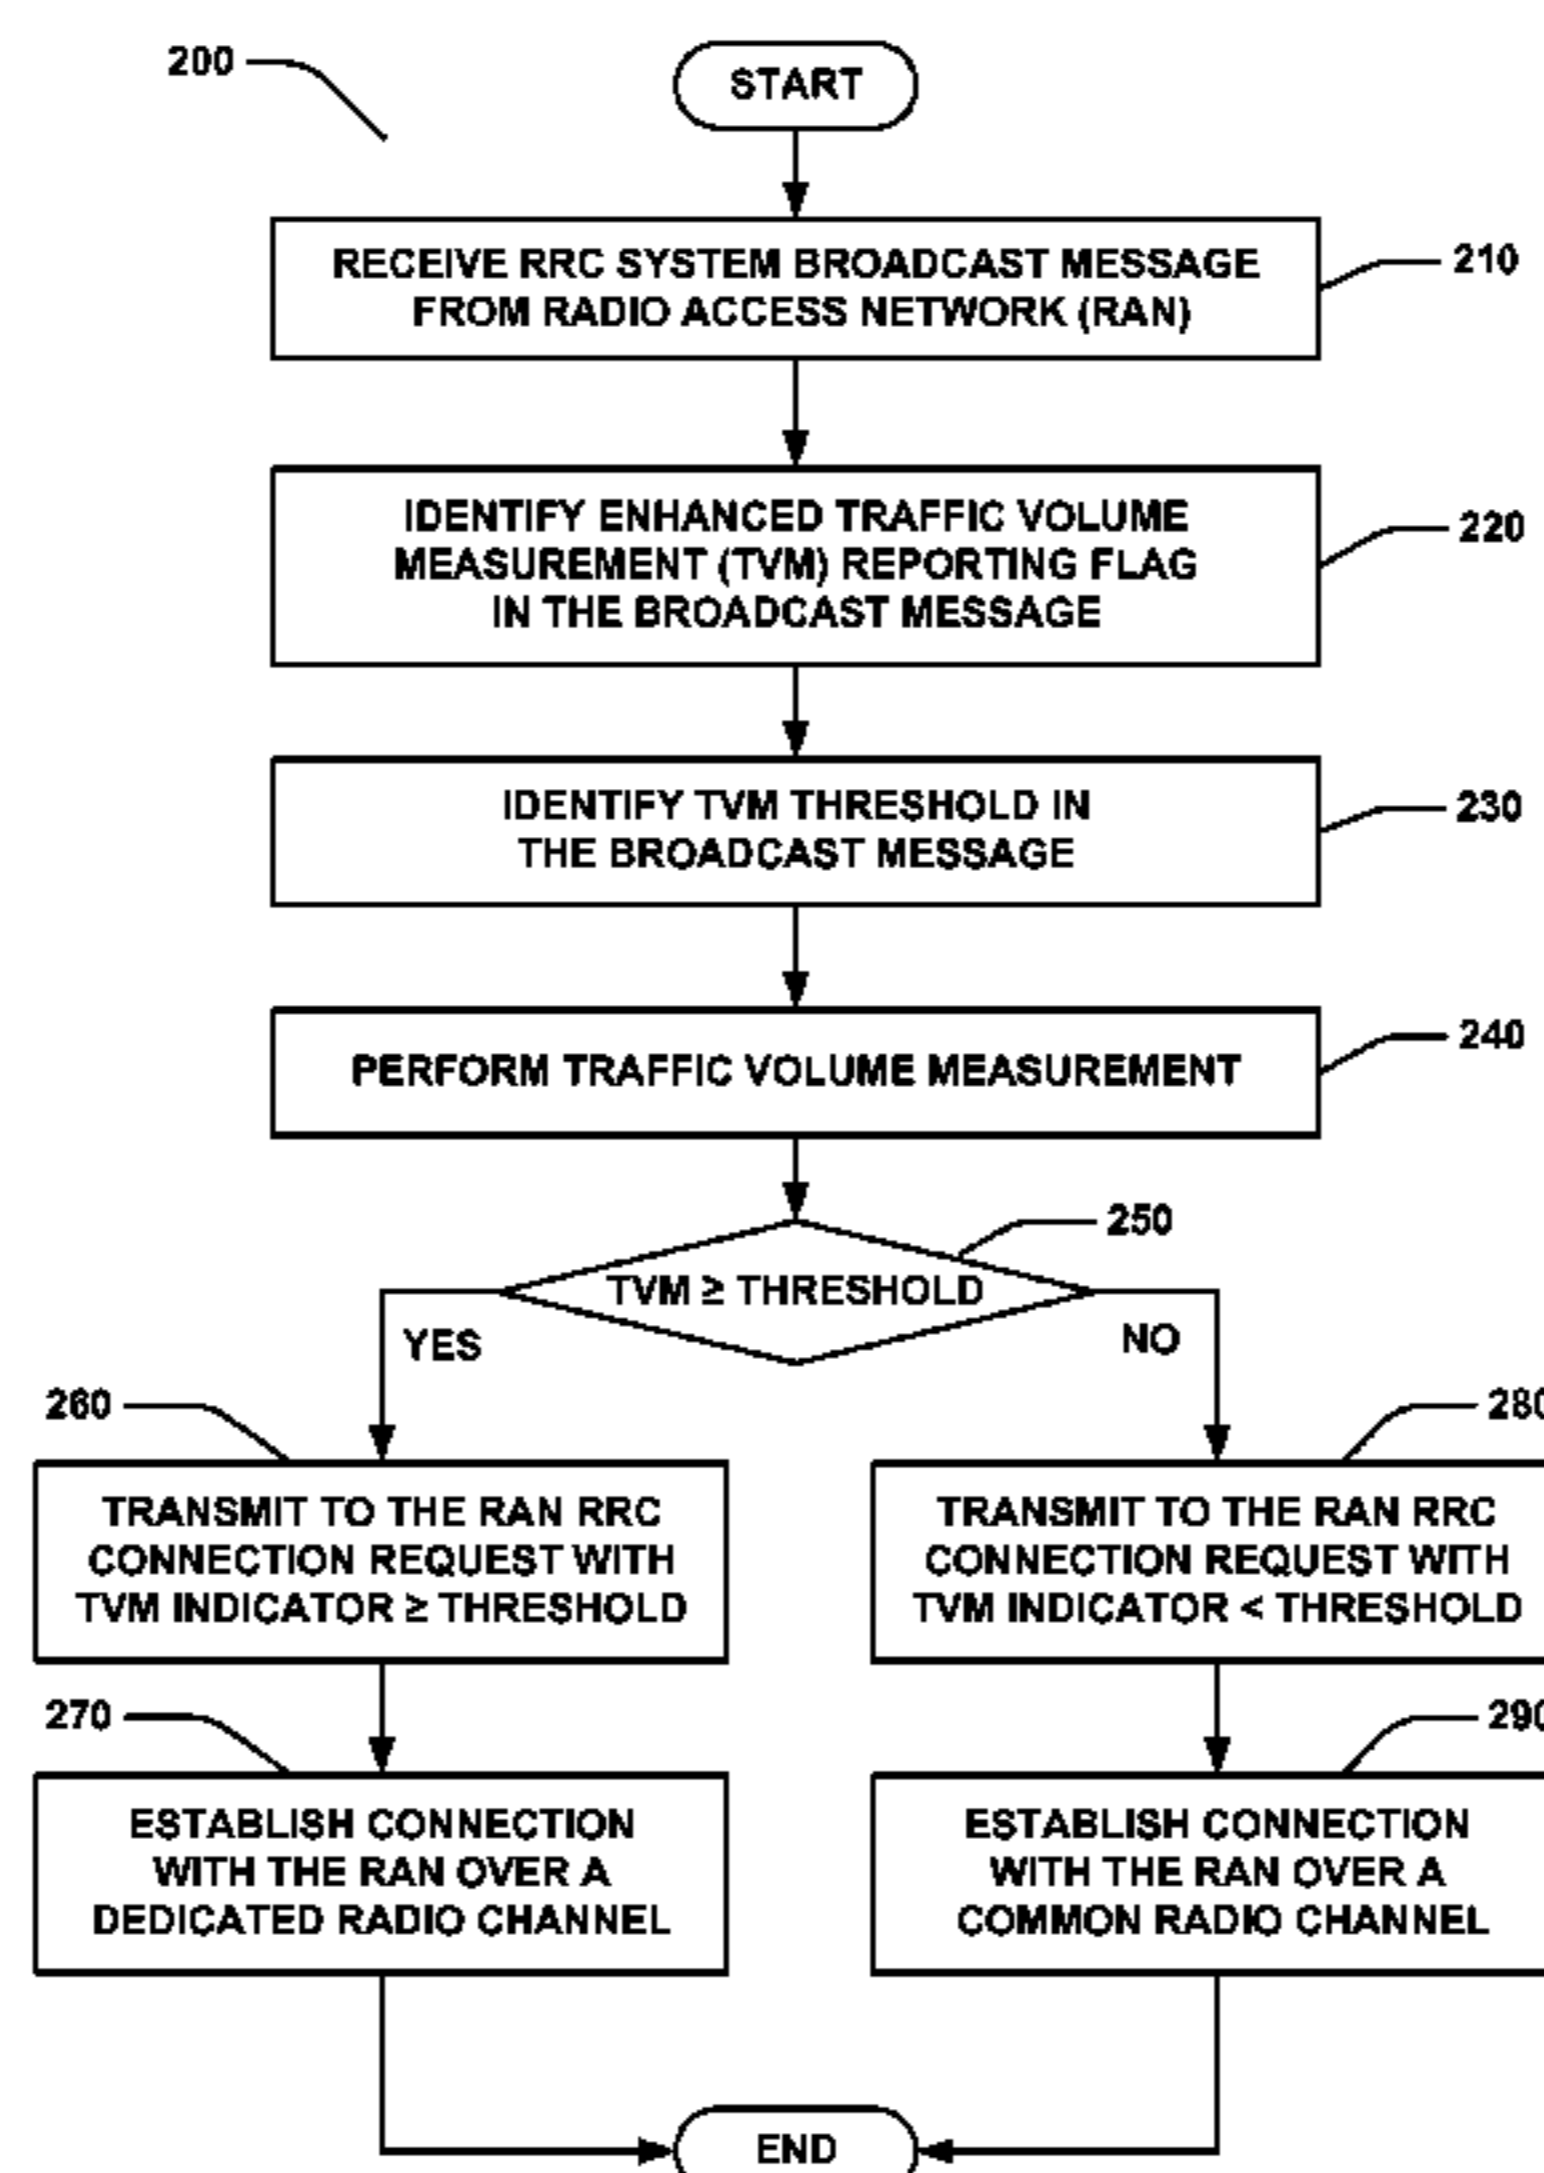 200
START
RECEIVE RRC SYSTEM BROADCAST MESSAGE
FROM RADIO ACCESS NETWORK (RAN)
210
IDENTIFY ENHANCED TRAFFIC VOLUME
MEASUREMENT (TVM) REPORTING FLAG
IN THE BROADCAST MESSAGE
220
IDENTIFY TVM THRESHOLD IN
THE BROADCAST MESSAGE
230
PERFORM TRAFFIC VOLUME MEASUREMENT
240
250
TVM ≥ THRESHOLD
YES
NO
260
TRANSMIT TO THE RAN RRC
CONNECTION REQUEST WITH
TVM INDICATOR ≥ THRESHOLD
280
TRANSMIT TO THE RAN RRC
CONNECTION REQUEST WITH
TVM INDICATOR < THRESHOLD
270
ESTABLISH CONNECTION
WITH THE RAN OVER A
DEDICATED RADIO CHANNEL
290
ESTABLISH CONNECTION
WITH THE RAN OVER A
COMMON RADIO CHANNEL
END